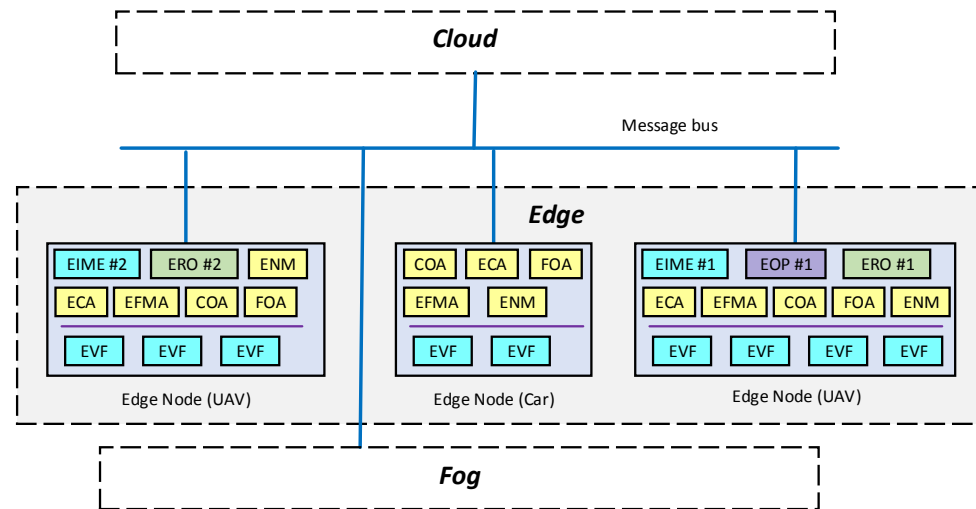 Cloud
Message bus
Edge
EIME #2 ERO #2 ENM
ECA EFMA COA FOA
EVF EVF EVF
Edge Node (UAV)
COA ECA FOA
EFMA ENM
EVF EVF
Edge Node (Car)
EIME #1 EOP #1 ERO #1
ECA EFMA COA FOA ENM
EVF EVF EVF EVF
Edge Node (UAV)
Fog